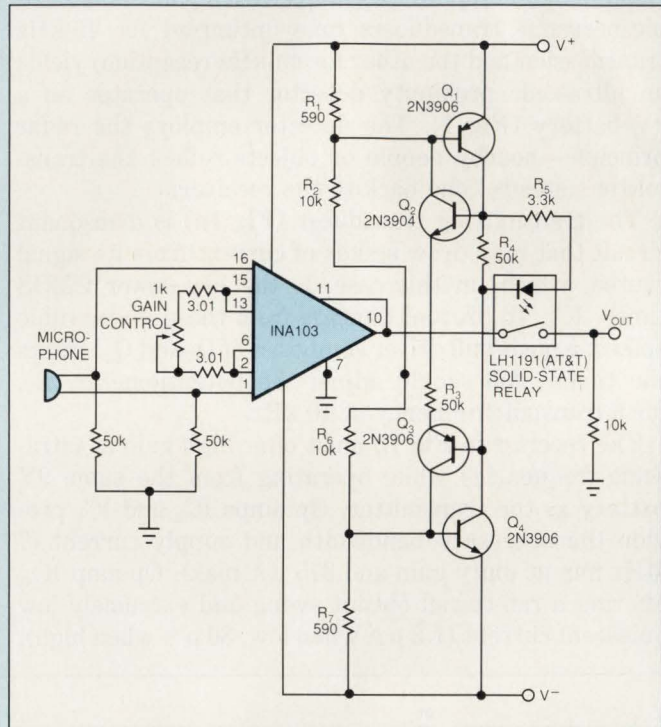 V+
Q1
2N3906
R1
590
R2
10k
Q2
2N3904
R5
3.3k
R4
50k
16
15
13
11
1k
3.01
GAIN
CONTROL
INA103
10
6
3.01
2
1
7
MICRO-
PHONE
VOUT
LH1191(AT&T)
SOLID-STATE
RELAY
50k
50k
R3
50k
R6
10k
10k
Q3
2N3906
Q4
2N3906
R7
590
V−